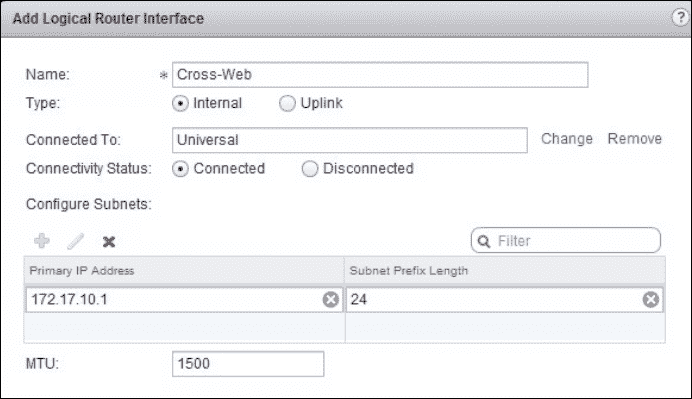 Add Logical Router Interface ?
Name: * Cross-Web
Type: Internal Uplink
Connected To: Universal Change Remove
Connectivity Status: Connected Disconnected
Configure Subnets:
Filter
Primary IP Address Subnet Prefix Length
172.17.10.1 24
MTU: 1500